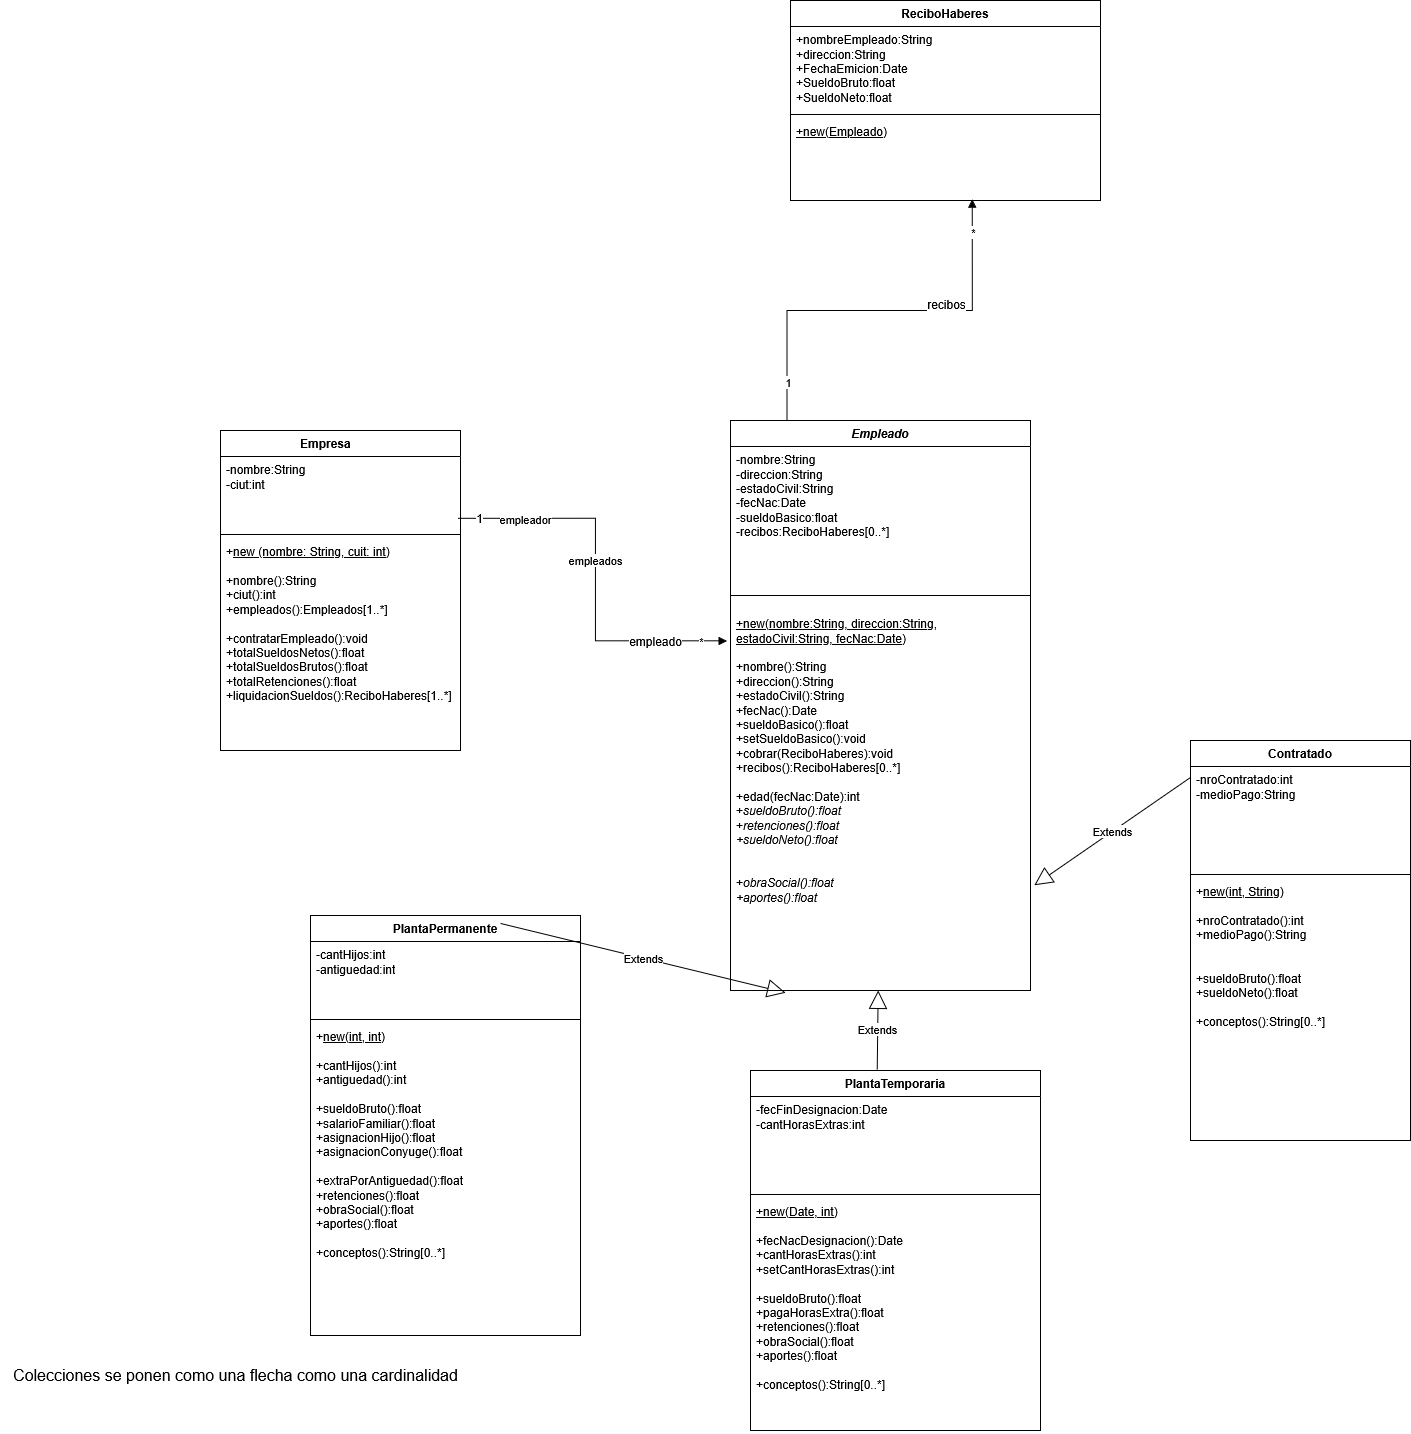 ReciboHaberes
+nombreEmpleado:String
+direccion:String
+FechaEmicion:Date
+SueldoBruto:float
+SueldoNeto:float
+new(Empleado)
*
recibos
1
Empresa
-nombre:String
-ciut:int
+new (nombre: String, cuit: int)
+nombre():String
+ciut():int
+empleados():Empleados[1..*]
+contratarEmpleado():void
+totalSueldosNetos():float
+totalSueldosBrutos():float
+totalRetenciones():float
+liquidacionSueldos():ReciboHaberes[1..*]
1
empleador
empleados
empleado
*
Empleado
-nombre:String
-direccion:String
-estadoCivil:String
-fecNac:Date
-sueldoBasico:float
-recibos:ReciboHaberes[0..*]
+new(nombre:String, direccion:String,
estadoCivil:String, fecNac:Date)
+nombre():String
+direccion():String
+estadoCivil():String
+fecNac():Date
+sueldoBasico():float
+setSueldoBasico():void
+cobrar(ReciboHaberes):void
+recibos():ReciboHaberes[0..*]
+edad(fecNac:Date):int
+sueldoBruto():float
+retenciones():float
+sueldoNeto():float
+obraSocial():float
+aportes():float
Contratado
-nroContratado:int
-medioPago:String
+new(int, String)
+nroContratado():int
+medioPago():String
+sueldoBruto():float
+sueldoNeto():float
+conceptos():String[0..*]
Extends
PlantaPermanente
-cantHijos:int
-antiguedad:int
+new(int, int)
+cantHijos():int
+antiguedad():int
+sueldoBruto():float
+salarioFamiliar():float
+asignacionHijo():float
+asignacionConyuge():float
+extraPorAntiguedad():float
+retenciones():float
+obraSocial():float
+aportes():float
+conceptos():String[0..*]
Extends
Extends
PlantaTemporaria
-fecFinDesignacion:Date
-cantHorasExtras:int
+new(Date, int)
+fecNacDesignacion():Date
+cantHorasExtras():int
+setCantHorasExtras():int
+sueldoBruto():float
+pagaHorasExtra():float
+retenciones():float
+obraSocial():float
+aportes():float
+conceptos():String[0..*]
Colecciones se ponen como una flecha como una cardinalidad